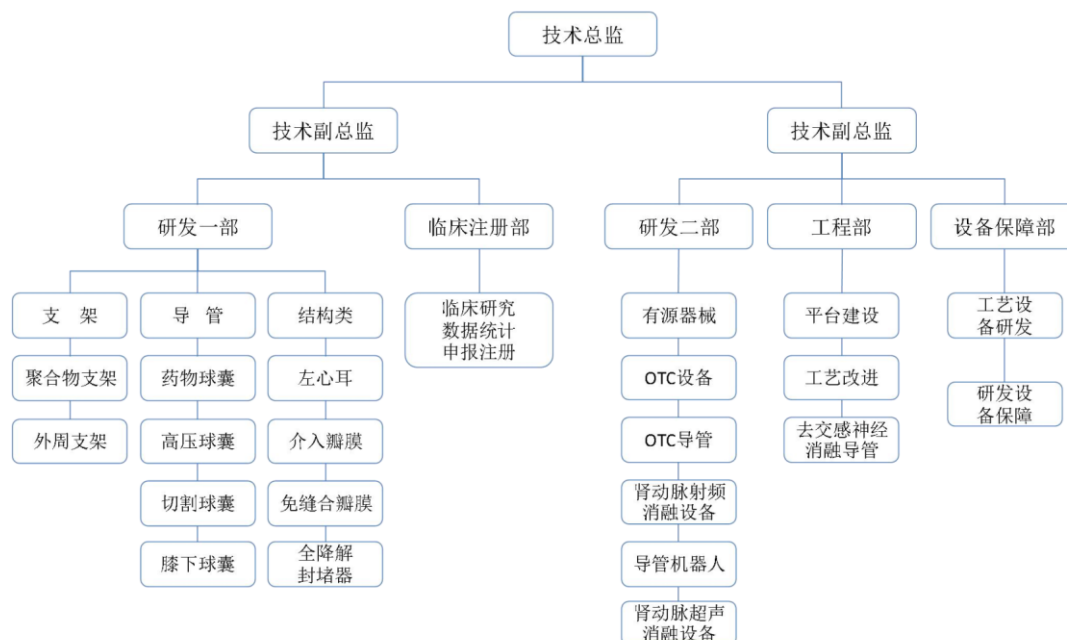 技术总监
技术副总监
技术副总监
研发一部
临床注册部
研发二部
工程部
设备保障部
支 架
导 管
结构类
临床研究
数据统计
申报注册
有源器械
平台建设
工艺设
备研发
聚合物支架
药物球囊
左心耳
OTC设备
工艺改进
研发设
备保障
外周支架
高压球囊
介入瓣膜
OTC导管
去交感神经
消融导管
切割球囊
免缝合瓣膜
肾动脉射频
消融设备
膝下球囊
全降解
封堵器
导管机器人
肾动脉超声
消融设备